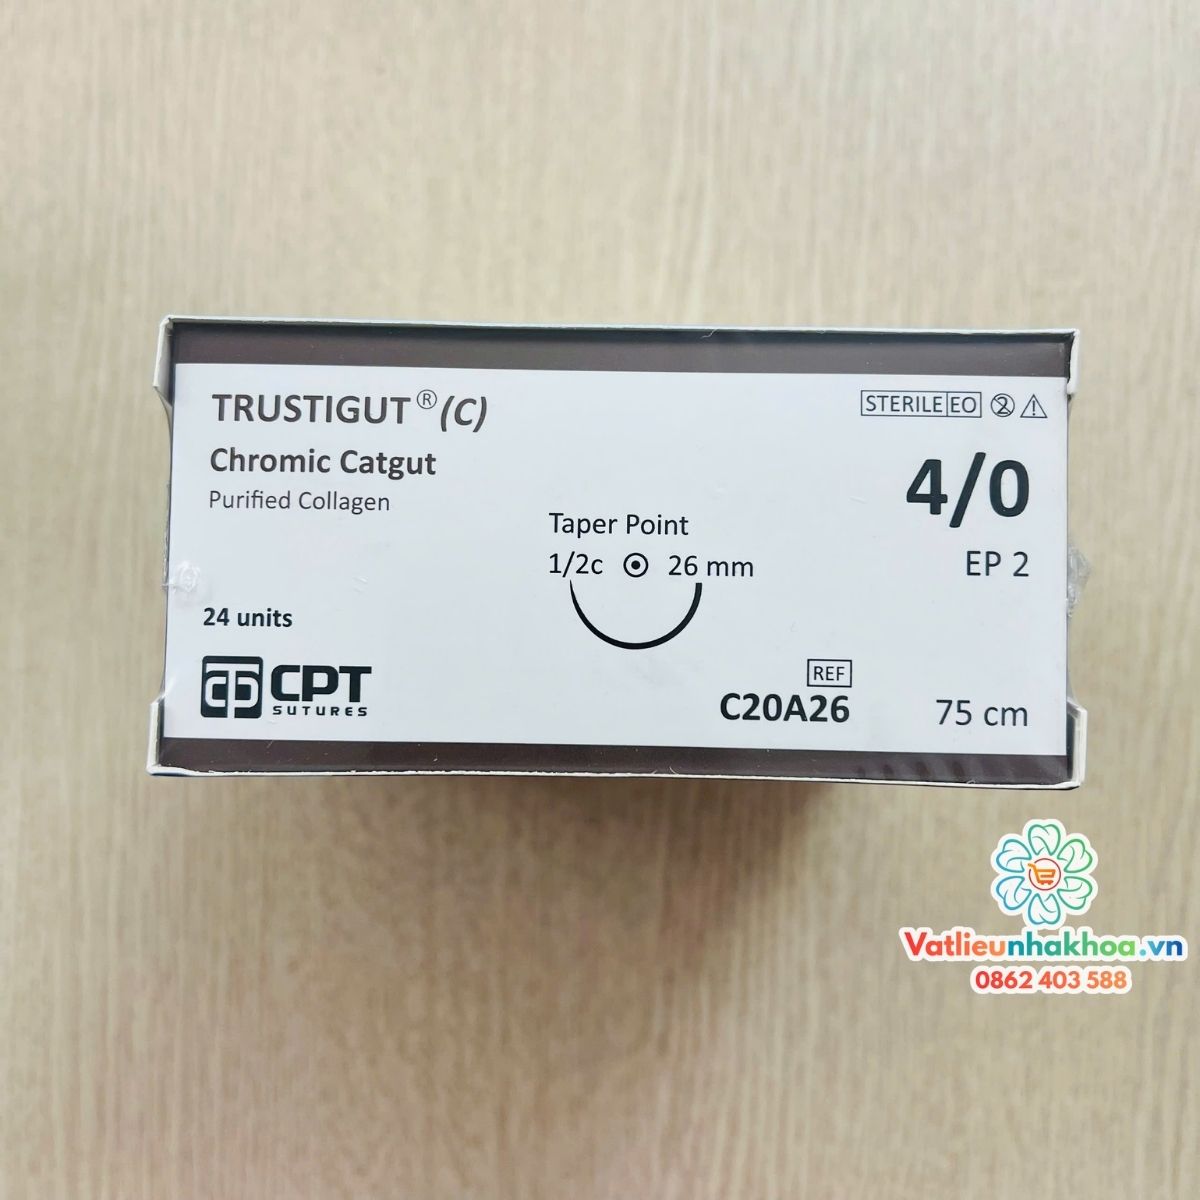 TRUSTIGUT® (C)
Chromic Catgut
Purified Collagen
24 units
CPT
SUTURES
Taper Point
1/2c 26 mm
STERILE EO
2
4/0
EP 2
REF
C20A26
75 cm
Vatlieunhakhoa.vn
0862 403 588